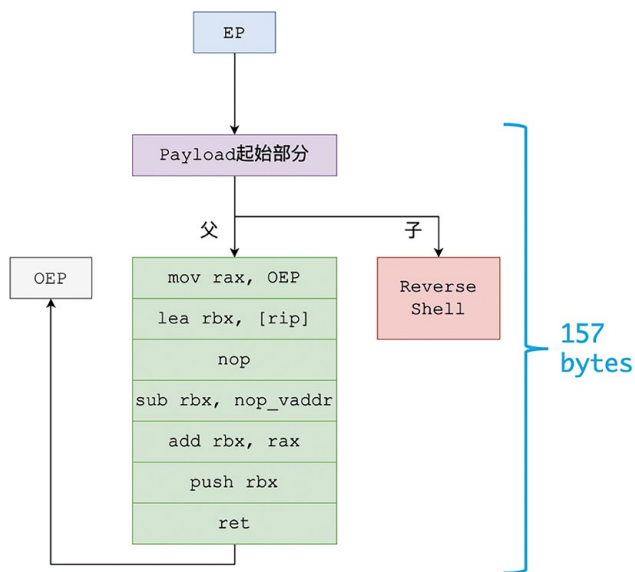 EP
Payload起始部分
父
子
OEP
mov rax, OEP
lea rbx, [rip]
nop
sub rbx, nop_vaddr
add rbx, rax
push rbx
ret
Reverse
Shell
157
bytes